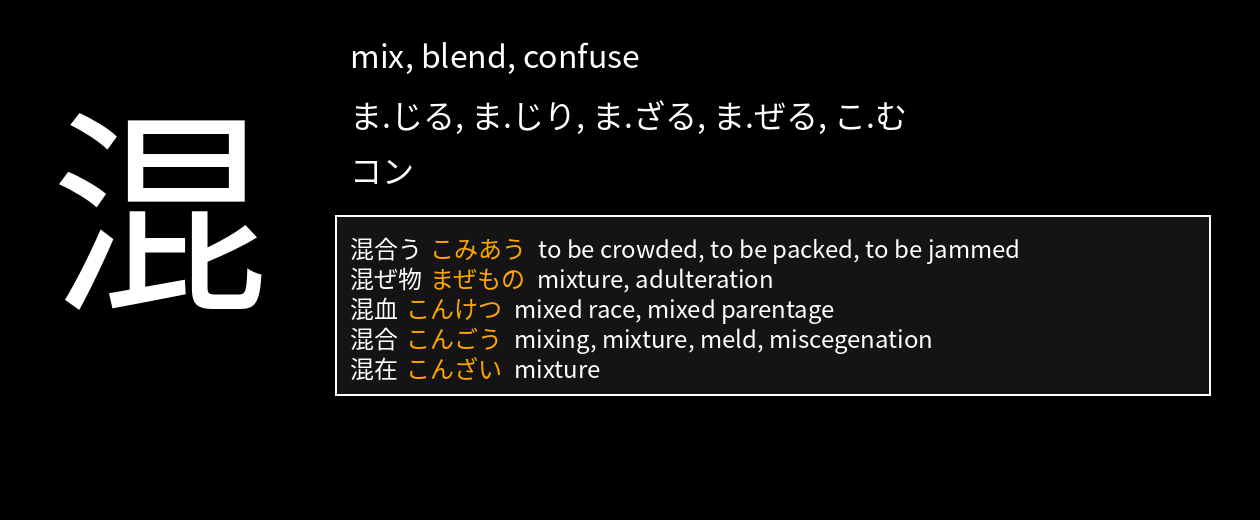 混
mix, blend, confuse
ま.じる, ま.じり, ま.ざる, ま.ぜる, こ.む
コン
混合う こみあう to be crowded, to be packed, to be jammed
混ぜ物 まぜもの mixture, adulteration
混血 こんけつ mixed race, mixed parentage
混合 こんごう mixing, mixture, meld, miscegenation
混在 こんざい mixture